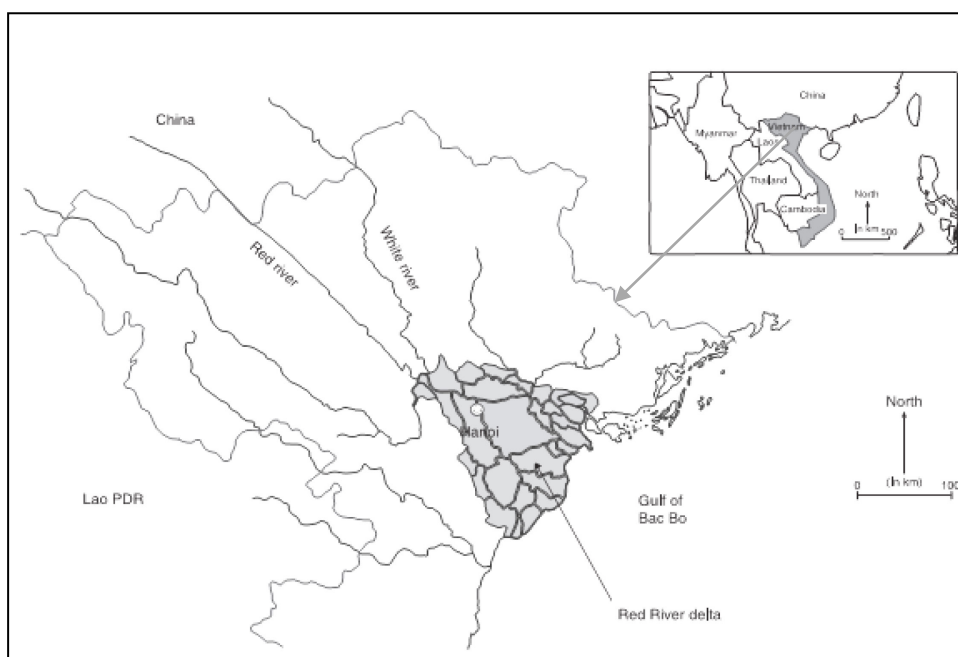 China
Red river
White river
Hanoi
Lao PDR
Gulf of
Bac Bo
Red River delta
North
(In km)
0 100
China
Myanmar
Vietnam
Laos
Thailand
Cambodia
North
In km
0 500